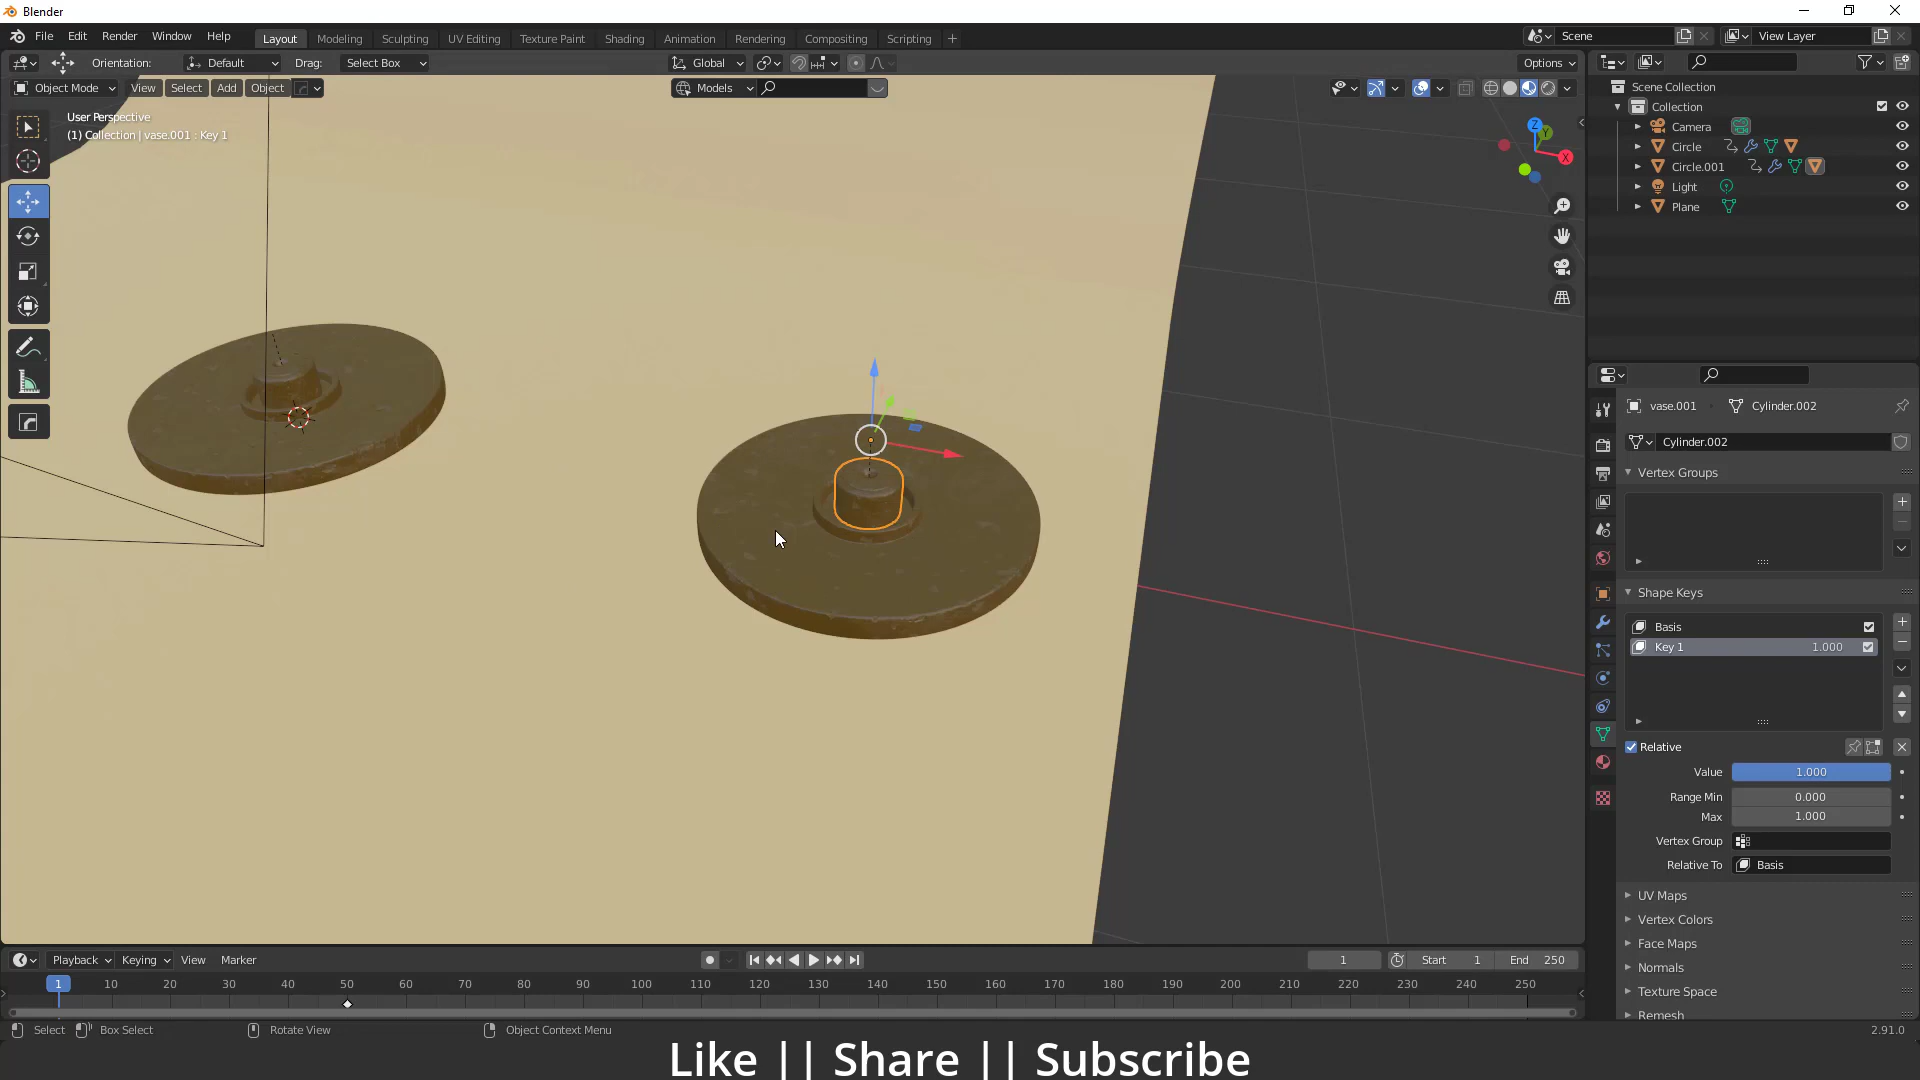 Blender
File Edit Render Window Help
Layout Modeling Sculpting UV Editing Texture Paint Shading Animation Rendering Compositing Scripting
Scene View Layer
Orientation: Default Drag: Select Box Global Options
Object Mode View Select Add Object Models
User Perspective
(1) Collection | vase.001 : Key 1
Z Y X
Scene Collection
Collection
Camera
Circle
Circle.001
Light
Plane
vase.001 Cylinder.002
Cylinder.002
Vertex Groups
Shape Keys
Basis
Key 1 1.000
Relative
Value 1.000
Range Min 0.000
Max 1.000
Vertex Group
Relative To Basis
UV Maps
Vertex Colors
Face Maps
Normals
Texture Space
Remesh
Playback Keying View Marker 1 Start 1 End 250
1 10 20 30 40 50 60 70 80 90 100 110 120 130 140 150 160 170 180 190 200 210 220 230 240 250
Select Box Select Rotate View Object Context Menu 2.91.0
Like || Share || Subscribe